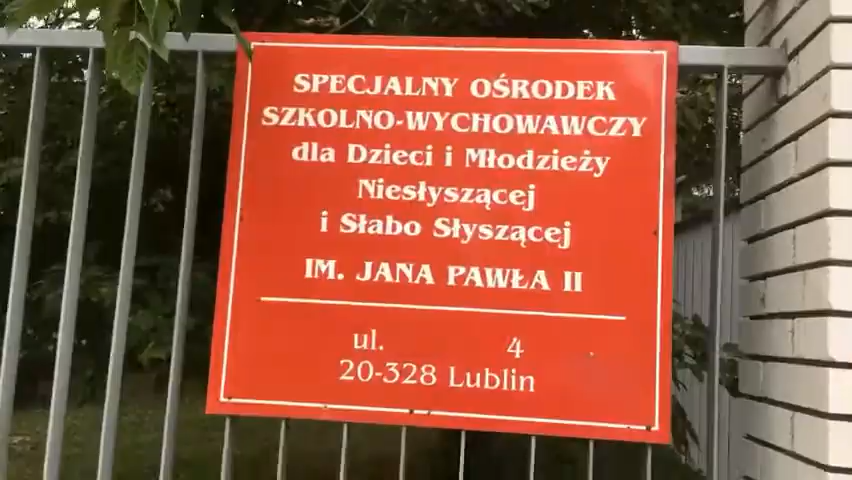 SPECJALNY OŚRODEK
SZKOLNO-WYCHOWAWCZY
dla Dzieci i Młodzieży
Niesłyszącej
i Słabo Słyszącej
IM. JANA PAWŁA II
ul. 4
20-328 Lublin